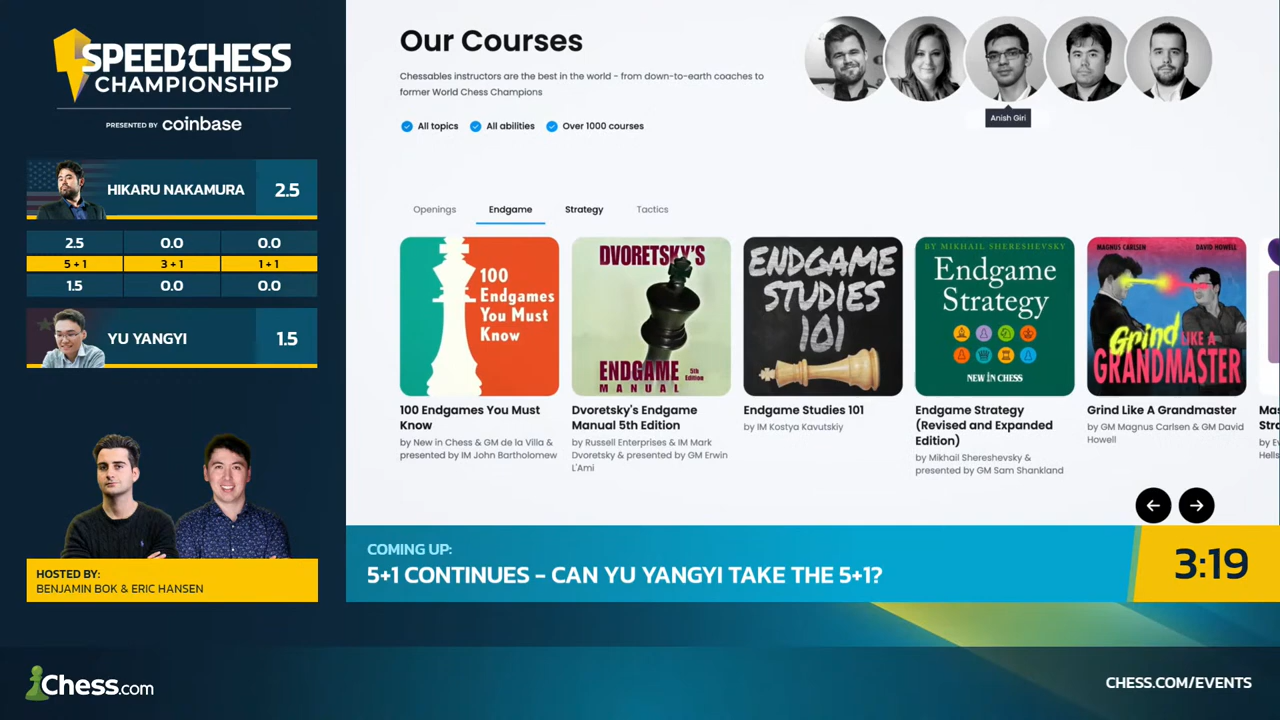 SPEED CHESS
CHAMPIONSHIP
PRESENTED BY coinbase
HIKARU NAKAMURA 2.5
2.5 0.0 0.0
5 + 1 3 + 1 1 + 1
1.5 0.0 0.0
YU YANGYI 1.5
HOSTED BY:
BENJAMIN BOK & ERIC HANSEN
Chess.com
Our Courses
Chessables instructors are the best in the world - from down-to-earth coaches to
former World Chess Champions
All topics All abilities Over 1000 courses
Anish Giri
Openings Endgame Strategy Tactics
100
Endgames
You Must
Know
DVORETSKY'S
ENDGAME
MANUAL
5th
Edition
ENDGAME
STUDIES
101
BY MIKHAIL SHERESHEVSKY
Endgame
Strategy
NEW IN CHESS
MAGNUS CARLSEN DAVID HOWELL
Grind LIKE A
GRANDMASTER
100 Endgames You Must
Know
by New in Chess & GM de la Villa &
presented by IM John Bartholomew
Dvoretsky's Endgame
Manual 5th Edition
by Russell Enterprises & IM Mark
Dvoretsky & presented by GM Erwin
L'Ami
Endgame Studies 101
by IM Kostya Kavutskiy
Endgame Strategy
(Revised and Expanded
Edition)
by Mikhail Shereshevsky &
presented by GM Sam Shankland
Grind Like A Grandmaster
by GM Magnus Carlsen & GM David
Howell
COMING UP:
5+1 CONTINUES - CAN YU YANGYI TAKE THE 5+1?
3:19
CHESS.COM/EVENTS